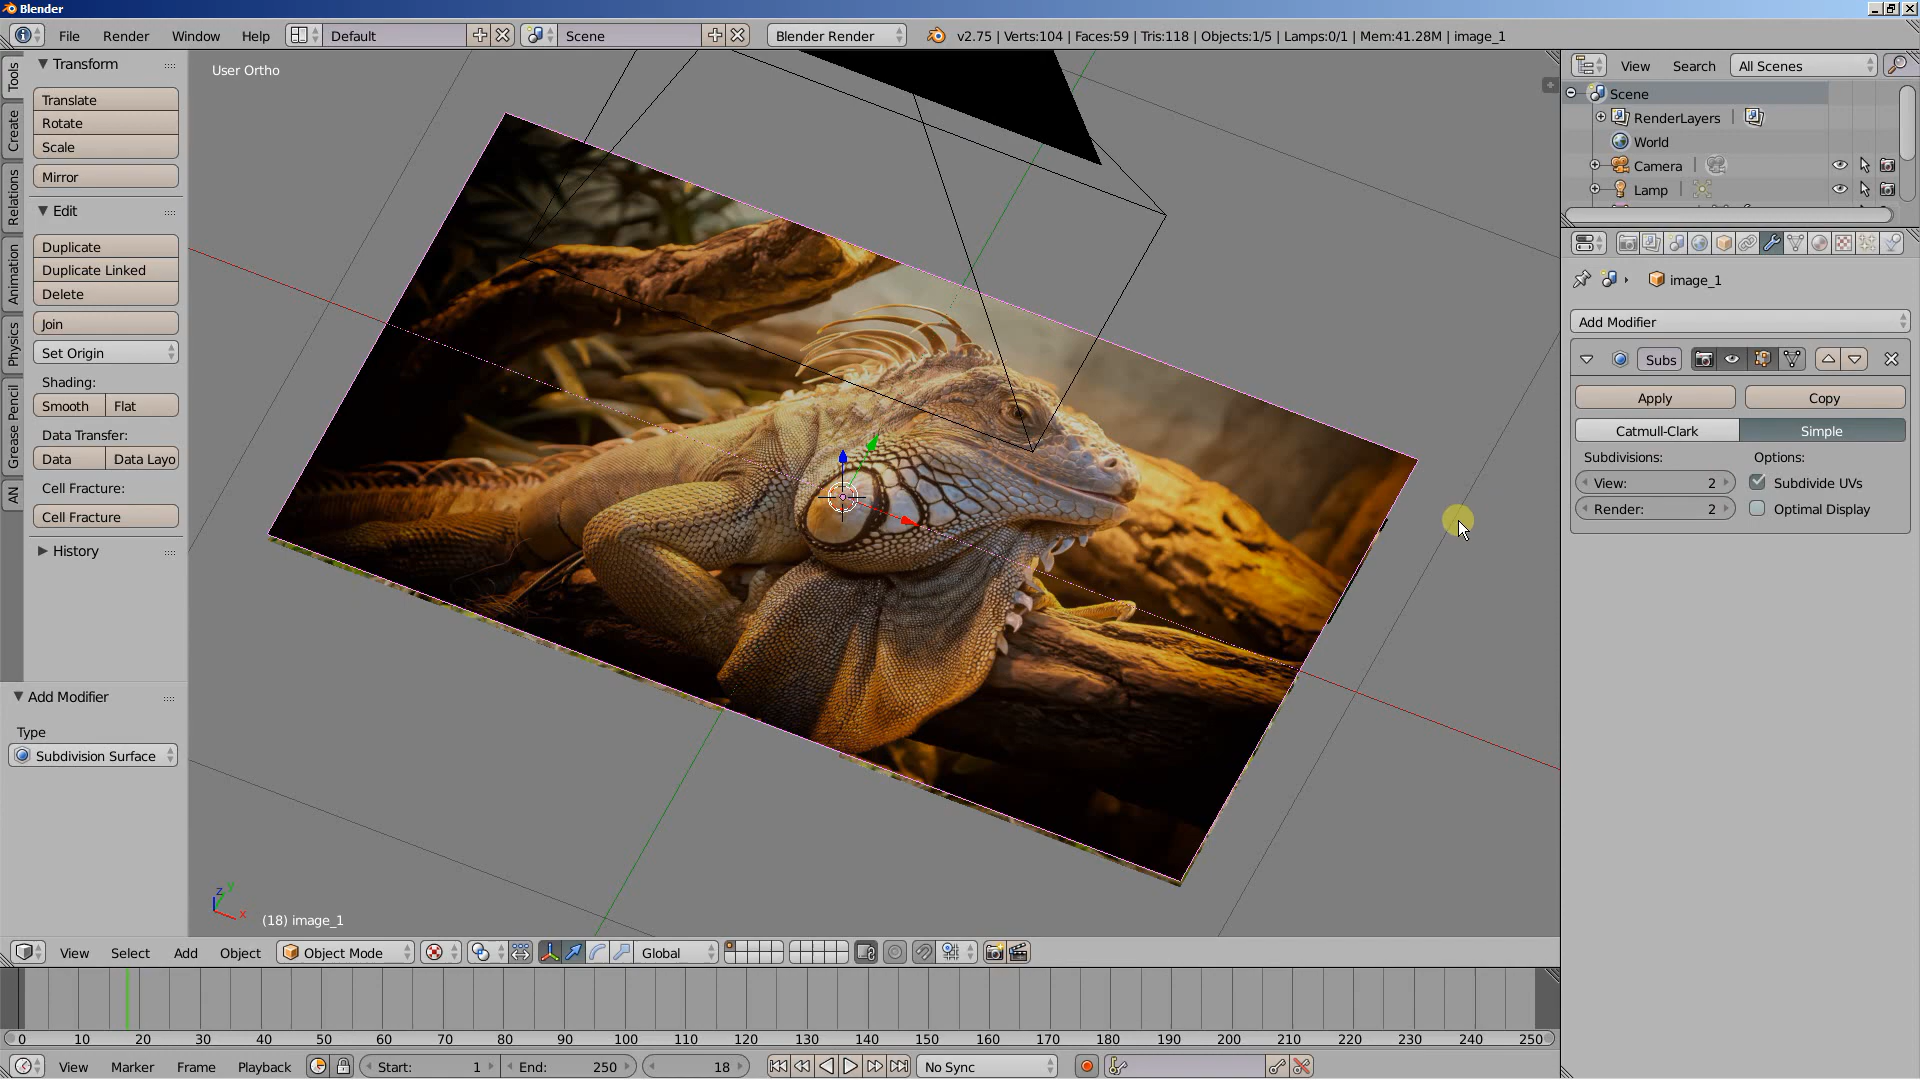 Blender
File Render Window Help Default Scene Blender Render v2.75 | Verts:104 | Faces:59 | Tris:118 | Objects:1/5 | Lamps:0/1 | Mem:41.28M | image_1
Tools
Create
Relations
Animation
Physics
Grease Pencil
AN
Transform
Translate
Rotate
Scale
Mirror
Edit
Duplicate
Duplicate Linked
Delete
Join
Set Origin
Shading:
Smooth Flat
Data Transfer:
Data Data Layo
Cell Fracture:
Cell Fracture
History
Add Modifier
Type
Subdivision Surface
User Ortho
z y
x
(18) image_1
View Search All Scenes
Scene
RenderLayers
World
Camera
Lamp
image_1
Add Modifier
Subs
Apply Copy
Catmull-Clark Simple
Subdivisions: Options:
View: 2 Subdivide UVs
Render: 2 Optimal Display
View Select Add Object Object Mode Global
0 10 20 30 40 50 60 70 80 90 100 110 120 130 140 150 160 170 180 190 200 210 220 230 240 250
View Marker Frame Playback Start: 1 End: 250 18 No Sync